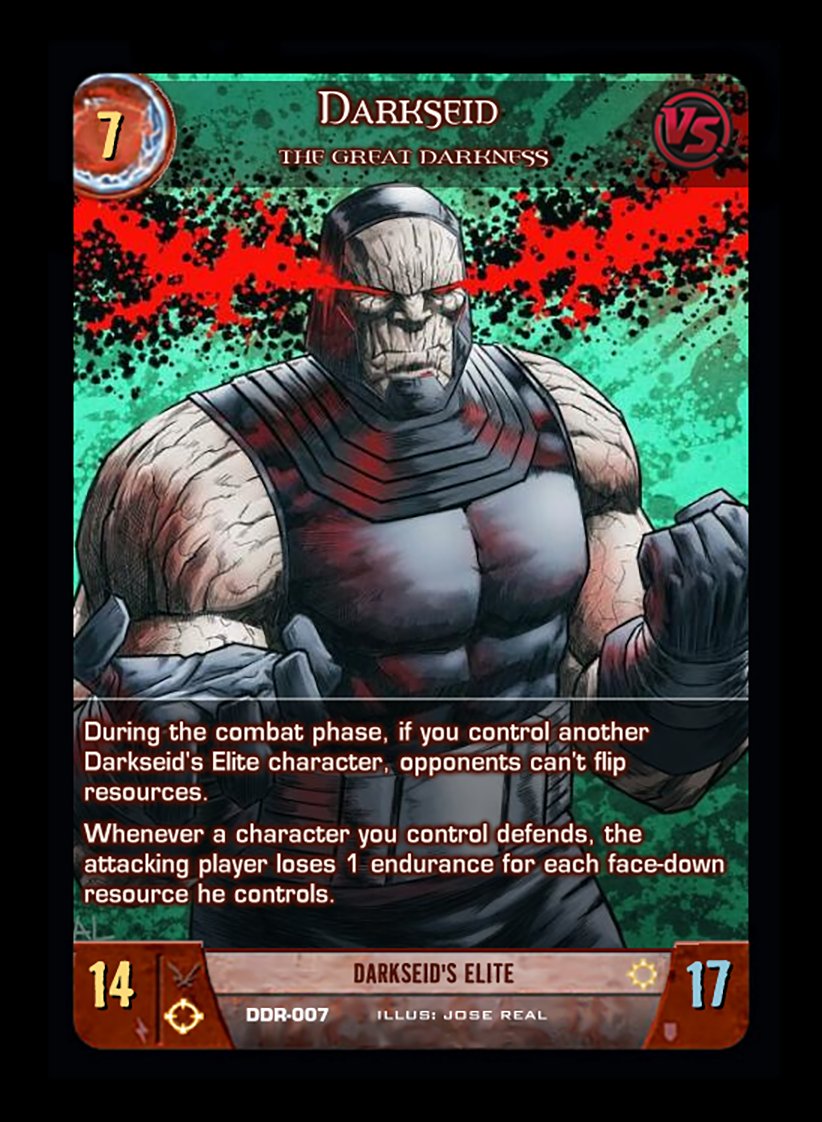 7
Darkseid
VS
THE GREAT DARKNESS
During the combat phase, if you control another
Darkseid's Elite character, opponents can't flip
resources.
Whenever a character you control defends, the
attacking player loses 1 endurance for each face-down
resource he controls.
AL
14
DARKSEID'S ELITE
17
DDR-007 ILLUS: JOSE REAL